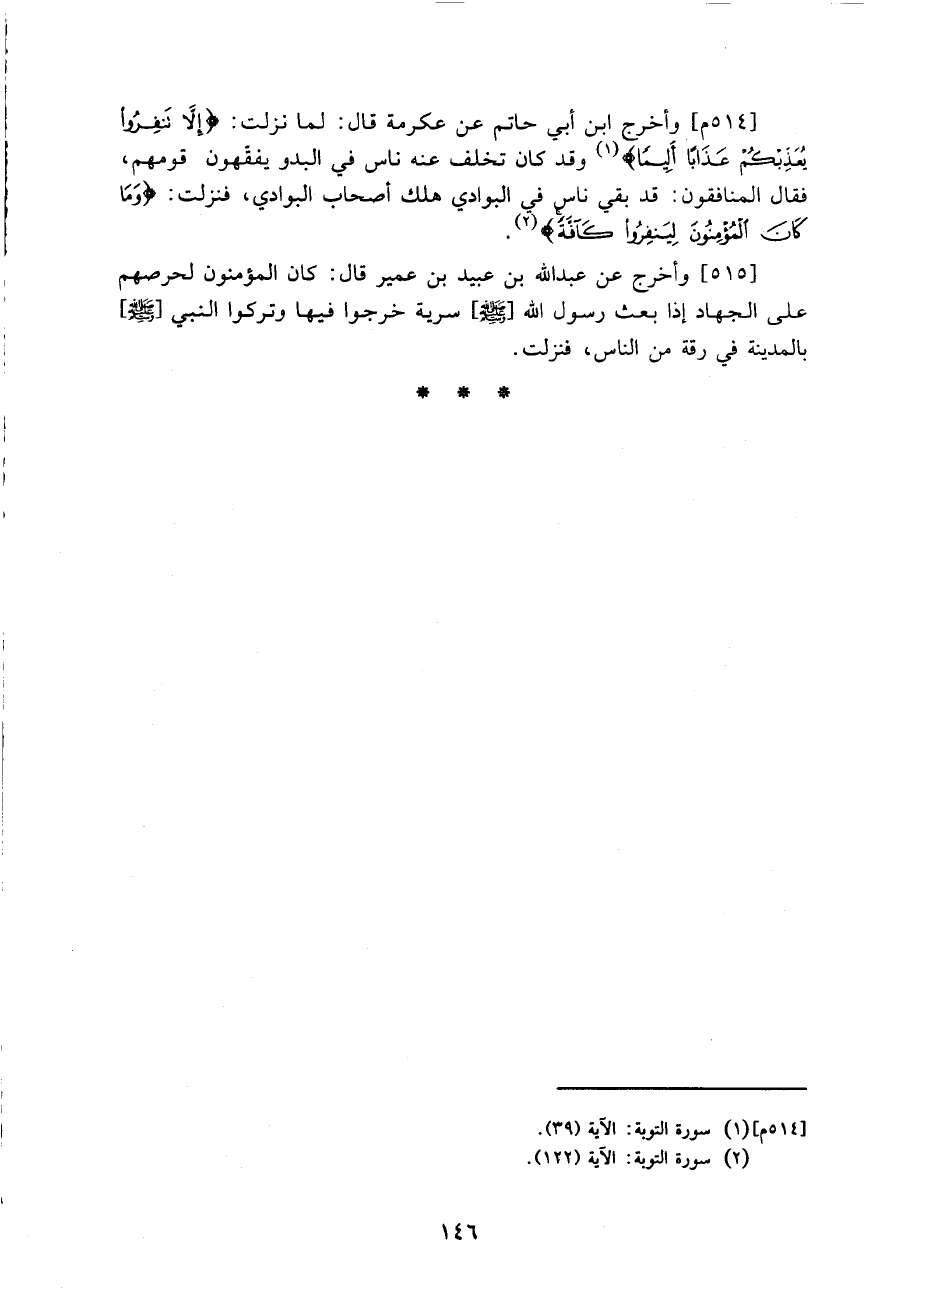 [٥١٤م] وأخرج ابن أبي حاتم عن عكرمة قال: لما نزلت: ﴿إِلَّا تَنفِرُوا
يُعَذِّبْكُمْ عَذَابًا أَلِيمًا﴾(١) وقد كان تخلف عنه ناس في البدو يفقّهون قومهم،
فقال المنافقون: قد بقي ناس في البوادي هلك أصحاب البوادي، فنزلت: ﴿وَمَا
كَانَ الْمُؤْمِنُونَ لِيَنفِرُوا كَافَّةً﴾(٢).
[٥١٥] وأخرج عن عبدالله بن عبيد بن عمير قال: كان المؤمنون لحرصهم
على الجهاد إذا بعث رسول الله [ﷺ] سرية خرجوا فيها وتركوا النبي [ﷺ]
بالمدينة في رقة من الناس، فنزلت.
* * *
[٥١٤م](١) سورة التوبة: الآية (٣٩).
(٢) سورة التوبة: الآية (١٢٢).
١٤٦